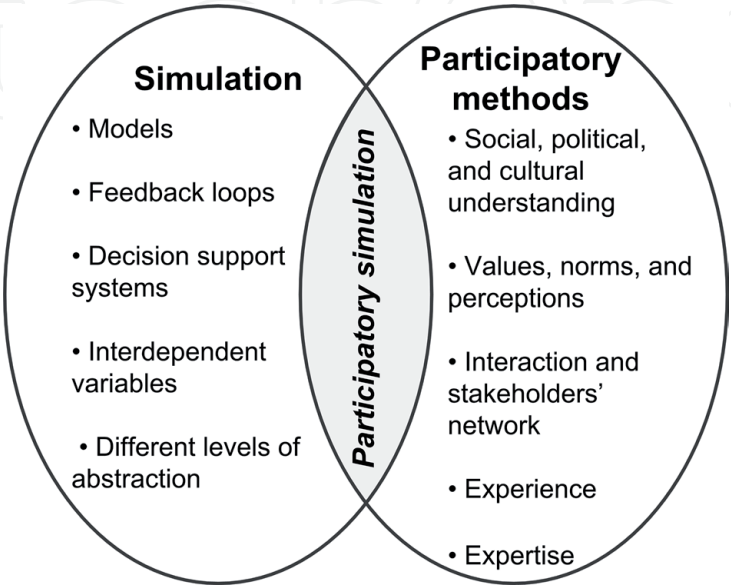 Simulation
• Models
• Feedback loops
• Decision support
systems
• Interdependent
variables
• Different levels of
abstraction
Participatory simulation
Participatory
methods
• Social, political,
and cultural
understanding
• Values, norms, and
perceptions
• Interaction and
stakeholders’
network
• Experience
• Expertise